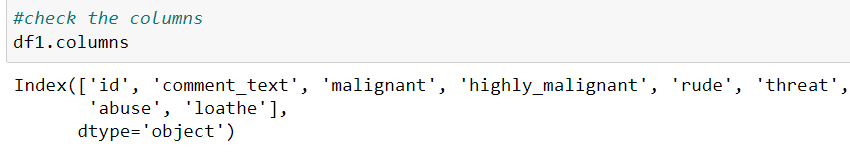 #check the columns
df1.columns
Index(['id', 'comment_text', 'malignant', 'highly_malignant', 'rude', 'threat',
'abuse', 'loathe'],
dtype='object')